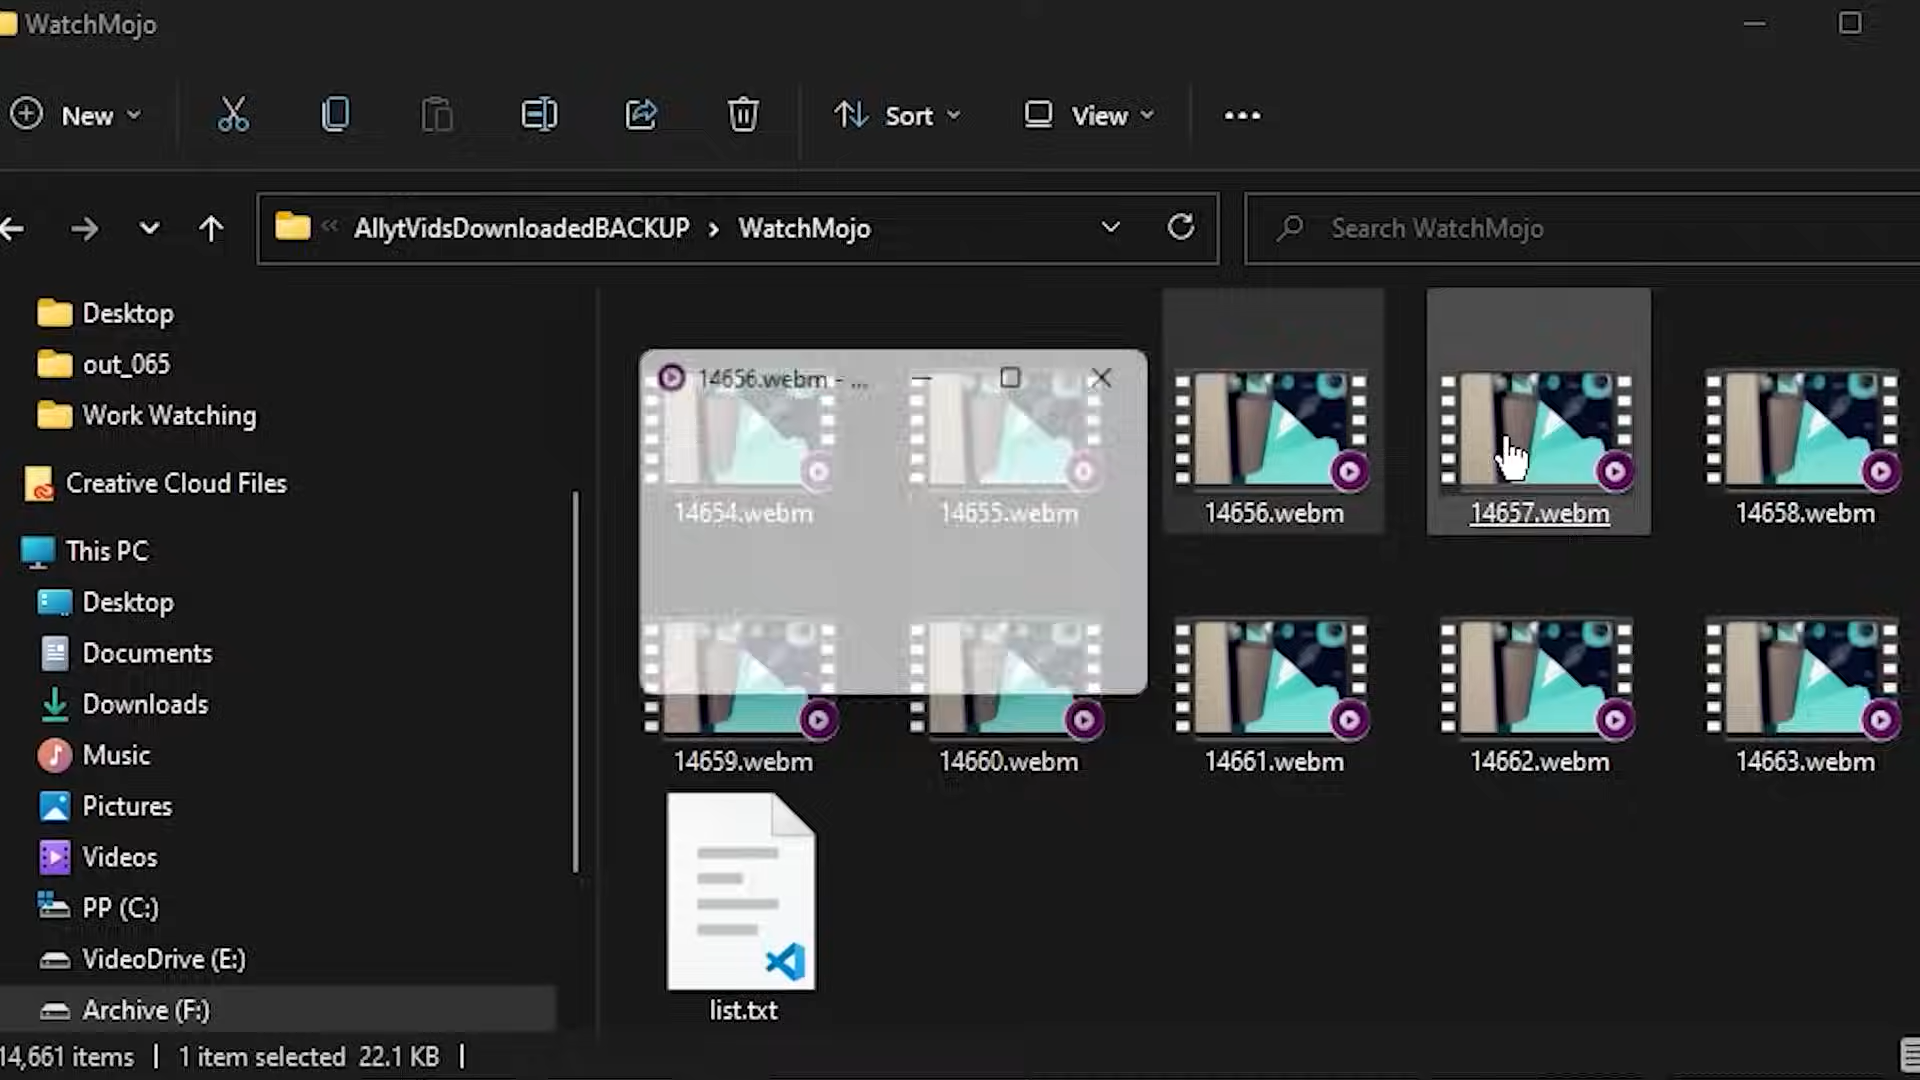 WatchMojo
New
Sort
View
AllytVidsDownloadedBACKUP
WatchMojo
Search WatchMojo
Desktop
out_065
Work Watching
Creative Cloud Files
This PC
Desktop
Documents
Downloads
Music
Pictures
Videos
PP (C:)
VideoDrive (E:)
Archive (F:)
14656.webm - ...
14654.webm
14655.webm
14656.webm
14657.webm
14658.webm
14659.webm
14660.webm
14661.webm
14662.webm
14663.webm
list.txt
14,661 items
1 item selected 22.1 KB